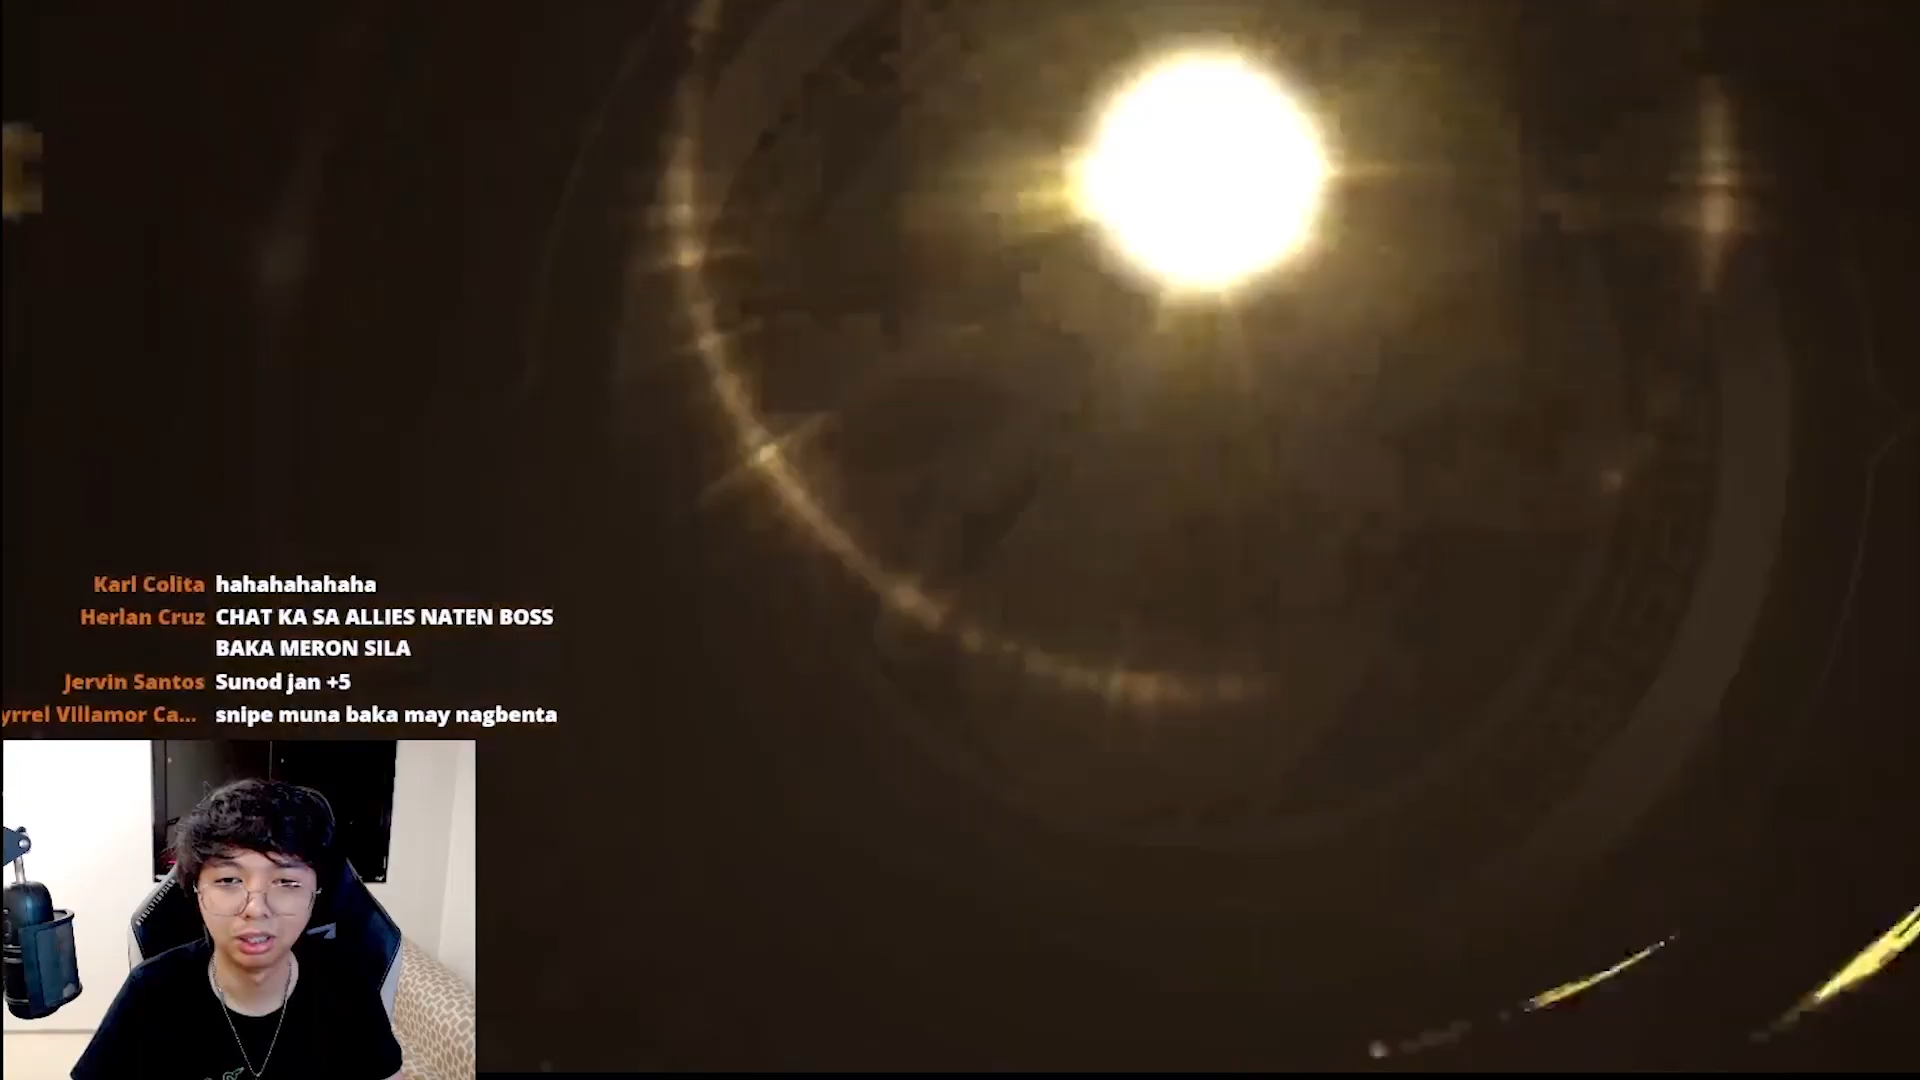 Karl Colita hahahahahaha
Herlan Cruz CHAT KA SA ALLIES NATEN BOSS
BAKA MERON SILA
Jervin Santos Sunod jan +5
yrrel VIllamor Ca... snipe muna baka may nagbenta